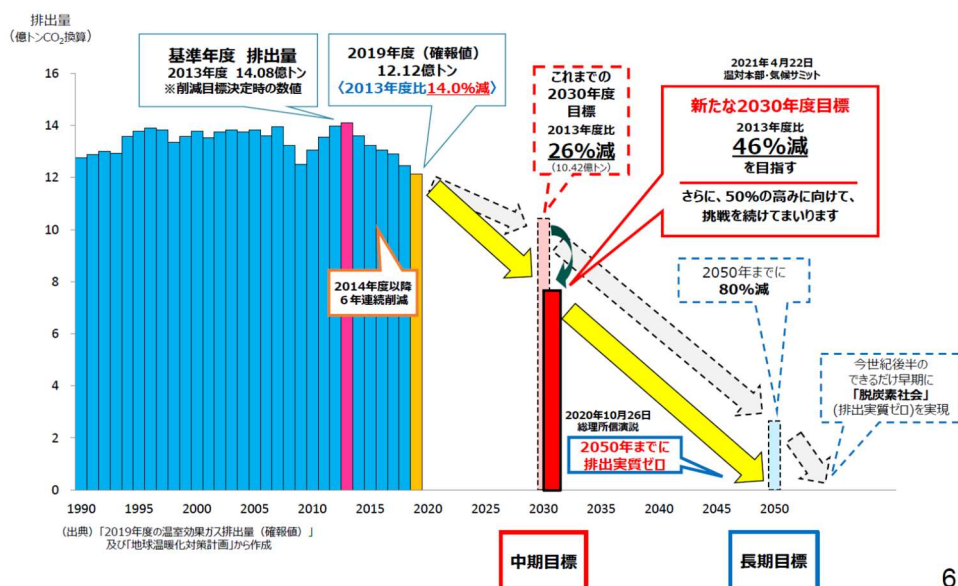 排出量
(億トンCO₂換算)
16
14
12
10
8
6
4
2
0
1990
1995
2000
2005
2010
2015
2020
2025
2030
2035
2040
2045
2050
基準年度 排出量
2013年度 14.08億トン
※削減目標決定時の数値
2019年度（確報値）
12.12億トン
〈2013年度比14.0%減〉
2014年度以降
６年連続削減
これまでの
2030年度
目標
2013年度比
26%減
(10.42億トン)
2021年４月22日
温対本部・気候サミット
新たな2030年度目標
2013年度比
46%減
を目指す
さらに、50%の高みに向けて、
挑戦を続けてまいります
2050年までに
80%減
今世紀後半の
できるだけ早期に
「脱炭素社会」
(排出実質ゼロ)を実現
2020年10月26日
総理所信演説
2050年までに
排出実質ゼロ
（出典）「2019年度の温室効果ガス排出量（確報値）」
及び「地球温暖化対策計画」から作成
中期目標
長期目標
6